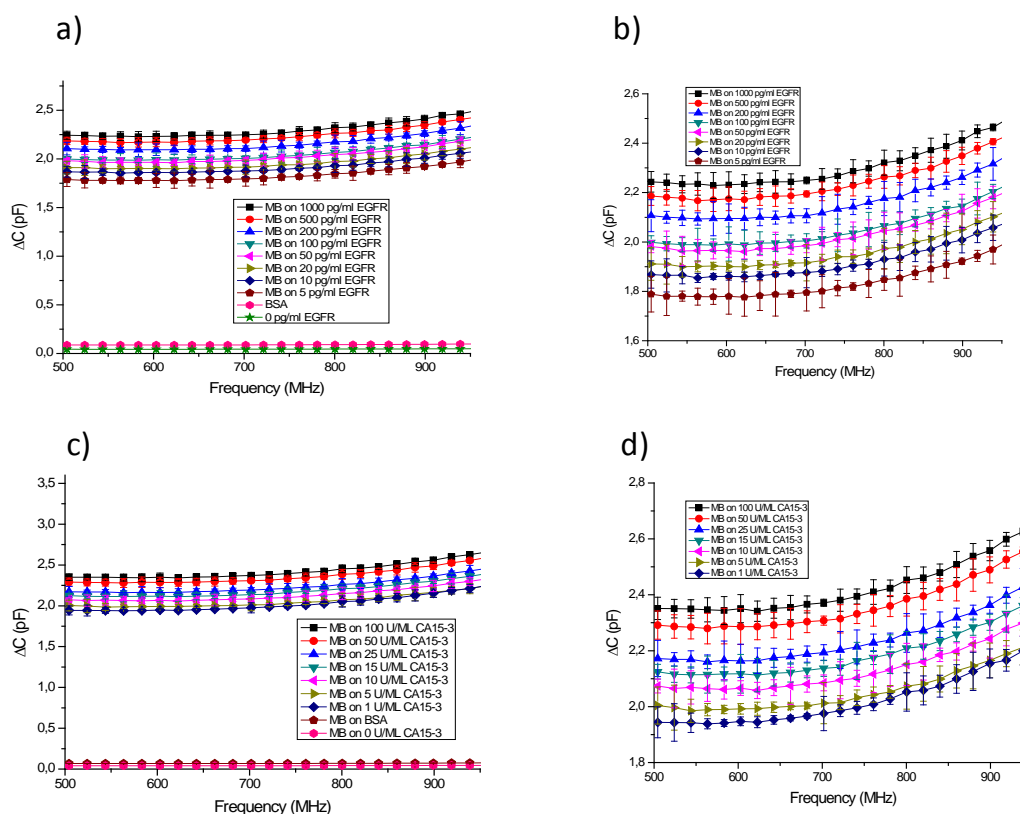 a)
b)
2,5
2,0
1,5
1,0
0,5
0,0
ΔC (pF)
MB on 1000 pg/ml EGFR
MB on 500 pg/ml EGFR
MB on 200 pg/ml EGFR
MB on 100 pg/ml EGFR
MB on 50 pg/ml EGFR
MB on 20 pg/ml EGFR
MB on 10 pg/ml EGFR
MB on 5 pg/ml EGFR
BSA
0 pg/ml EGFR
500 600 700 800 900
Frequency (MHz)
2,6
2,4
2,2
2,0
1,8
1,6
ΔC (pF)
MB on 1000 pg/ml EGFR
MB on 500 pg/ml EGFR
MB on 200 pg/ml EGFR
MB on 100 pg/ml EGFR
MB on 50 pg/ml EGFR
MB on 20 pg/ml EGFR
MB on 10 pg/ml EGFR
MB on 5 pg/ml EGFR
500 600 700 800 900
Frequency (MHz)
c)
d)
3,5
3,0
2,5
2,0
1,5
1,0
0,5
0,0
ΔC (pF)
MB on 100 U/ML CA15-3
MB on 50 U/ML CA15-3
MB on 25 U/ML CA15-3
MB on 15 U/ML CA15-3
MB on 10 U/ML CA15-3
MB on 5 U/ML CA15-3
MB on 1 U/ML CA15-3
MB on BSA
MB on 0 U/ML CA15-3
500 600 700 800 900
Frequency (MHz)
2,8
2,6
2,4
2,2
2,0
1,8
ΔC (pF)
MB on 100 U/ML CA15-3
MB on 50 U/ML CA15-3
MB on 25 U/ML CA15-3
MB on 15 U/ML CA15-3
MB on 10 U/ML CA15-3
MB on 5 U/ML CA15-3
MB on 1 U/ML CA15-3
500 600 700 800 900
Frequency (MHz)